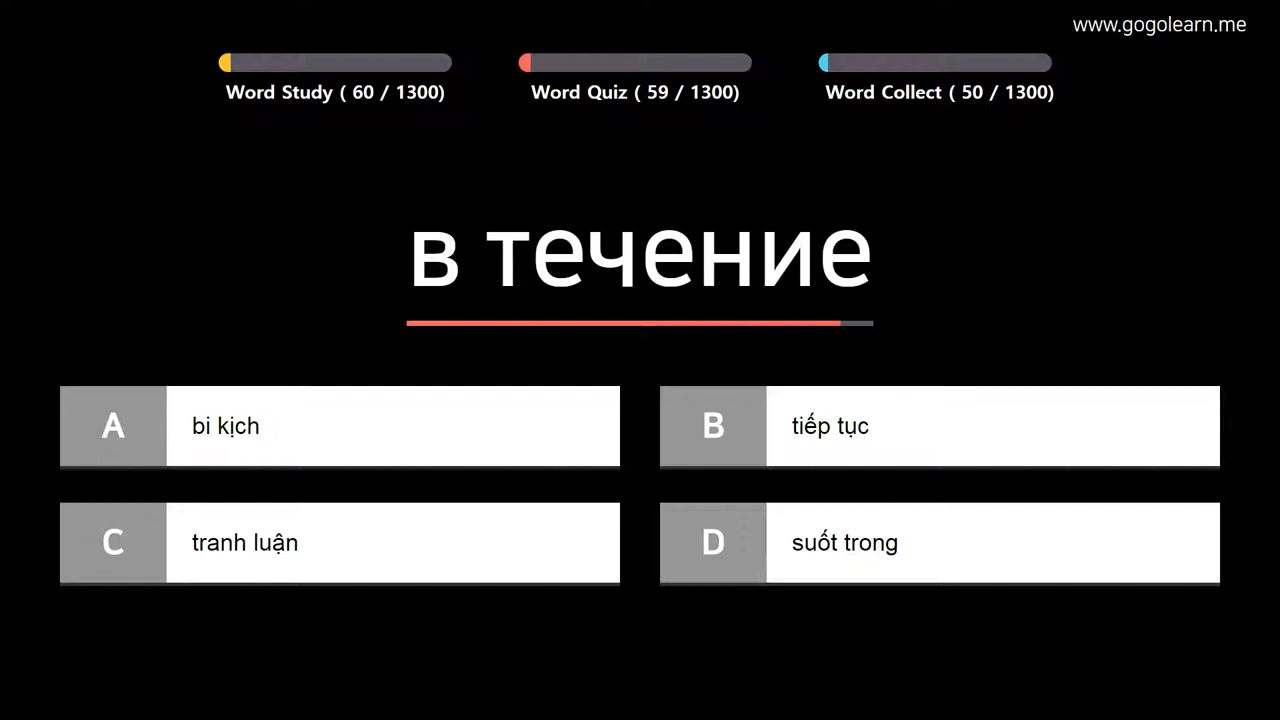 www.gogolearn.me
Word Study ( 60 / 1300)
Word Quiz ( 59 / 1300)
Word Collect ( 50 / 1300)
в течение
A bi kịch
B tiếp tục
C tranh luận
D suốt trong